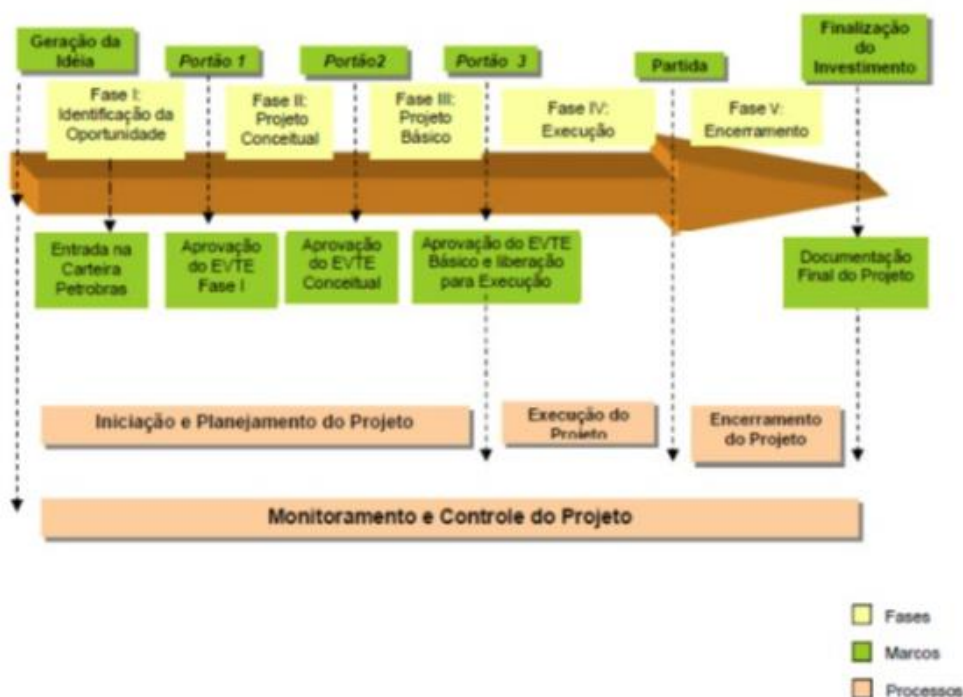 Geração da
Idéia
Portão 1
Portão2
Portão 3
Partida
Finalização
do
Investimento
Fase I:
Identificação da
Oportunidade
Fase II:
Projeto
Conceitual
Fase III:
Projeto
Básico
Fase IV:
Execução
Fase V:
Encerramento
Entrada na
Carteira
Petrobras
Aprovação
do EVTE
Fase I
Aprovação
do EVTE
Conceitual
Aprovação do EVTE
Básico e liberação
para Execução
Documentação
Final do Projeto
Iniciação e Planejamento do Projeto
Execução do
Projeto
Encerramento
do Projeto
Monitoramento e Controle do Projeto
Fases
Marcos
Processos